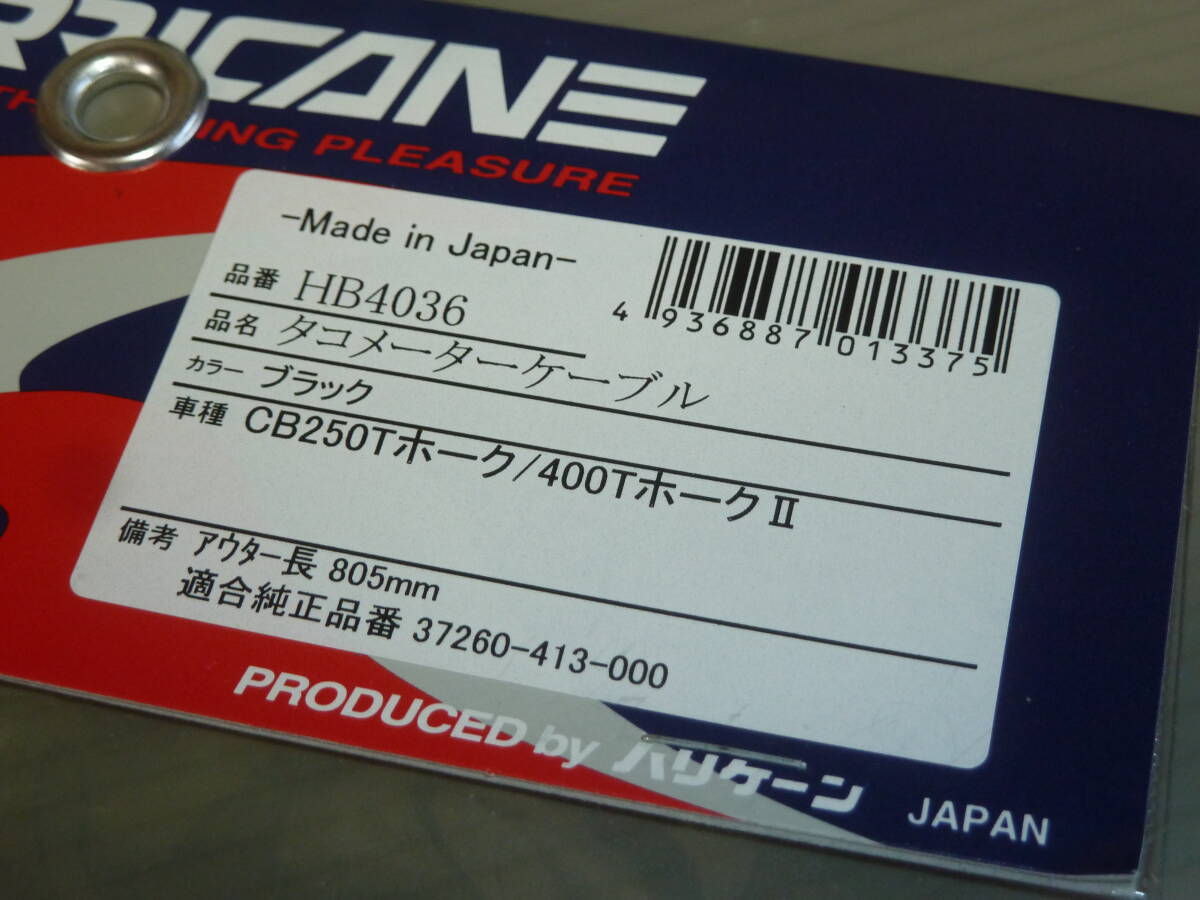 RRICANE
TH ING PLEASURE
-Made in Japan-
品番 HB4036
4 936887 013375
品名 タコメーターケーブル
カラー ブラック
車種 CB250Tホーク/400TホークⅡ
備考 アウター長 805mm
適合純正品番 37260-413-000
PRODUCED by ハリケーン JAPAN